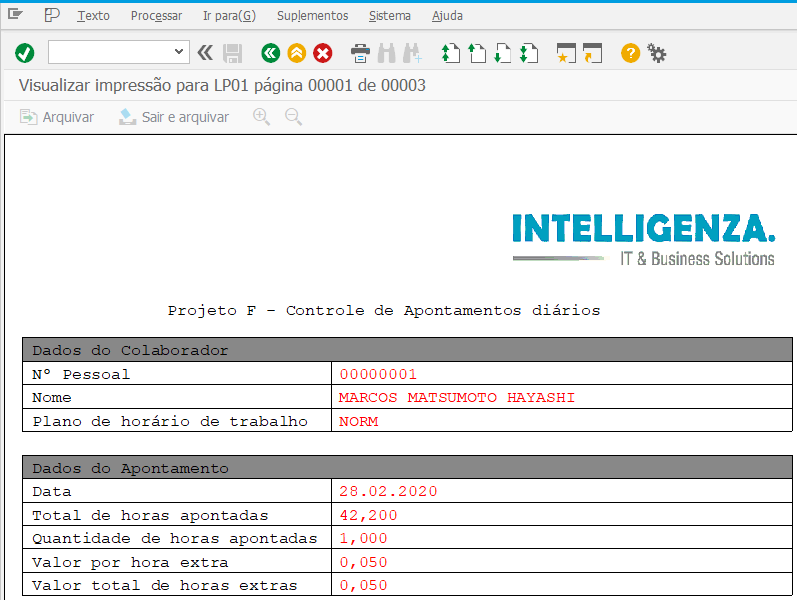 Texto Processar Ir para(G) Suplementos Sistema Ajuda
Visualizar impressão para LP01 página 00001 de 00003
Arquivar Sair e arquivar
INTELLIGENZA.
IT & Business Solutions
Projeto F - Controle de Apontamentos diários
Dados do Colaborador
Nº Pessoal 00000001
Nome MARCOS MATSUMOTO HAYASHI
Plano de horário de trabalho NORM
Dados do Apontamento
Data 28.02.2020
Total de horas apontadas 42,200
Quantidade de horas apontadas 1,000
Valor por hora extra 0,050
Valor total de horas extras 0,050